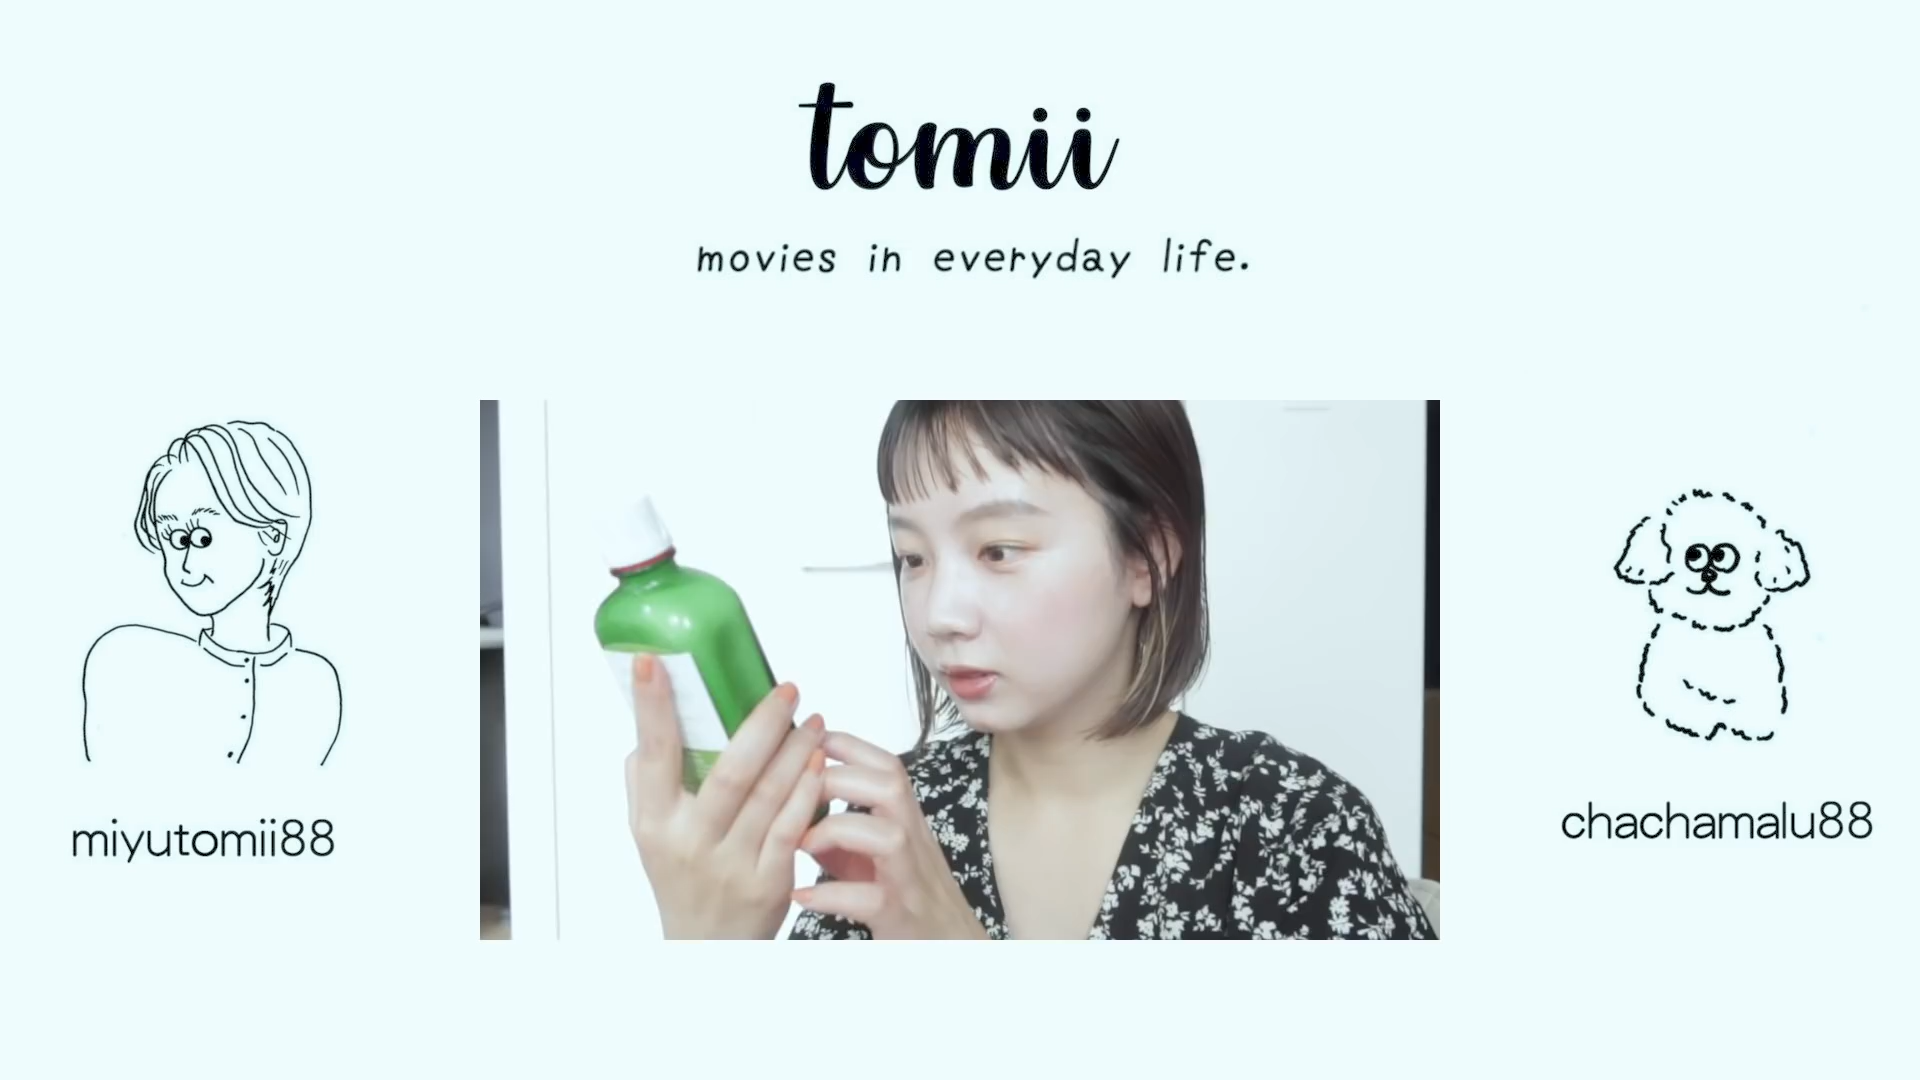 tomii
movies in everyday life.
miyutomii88
chachamalu88